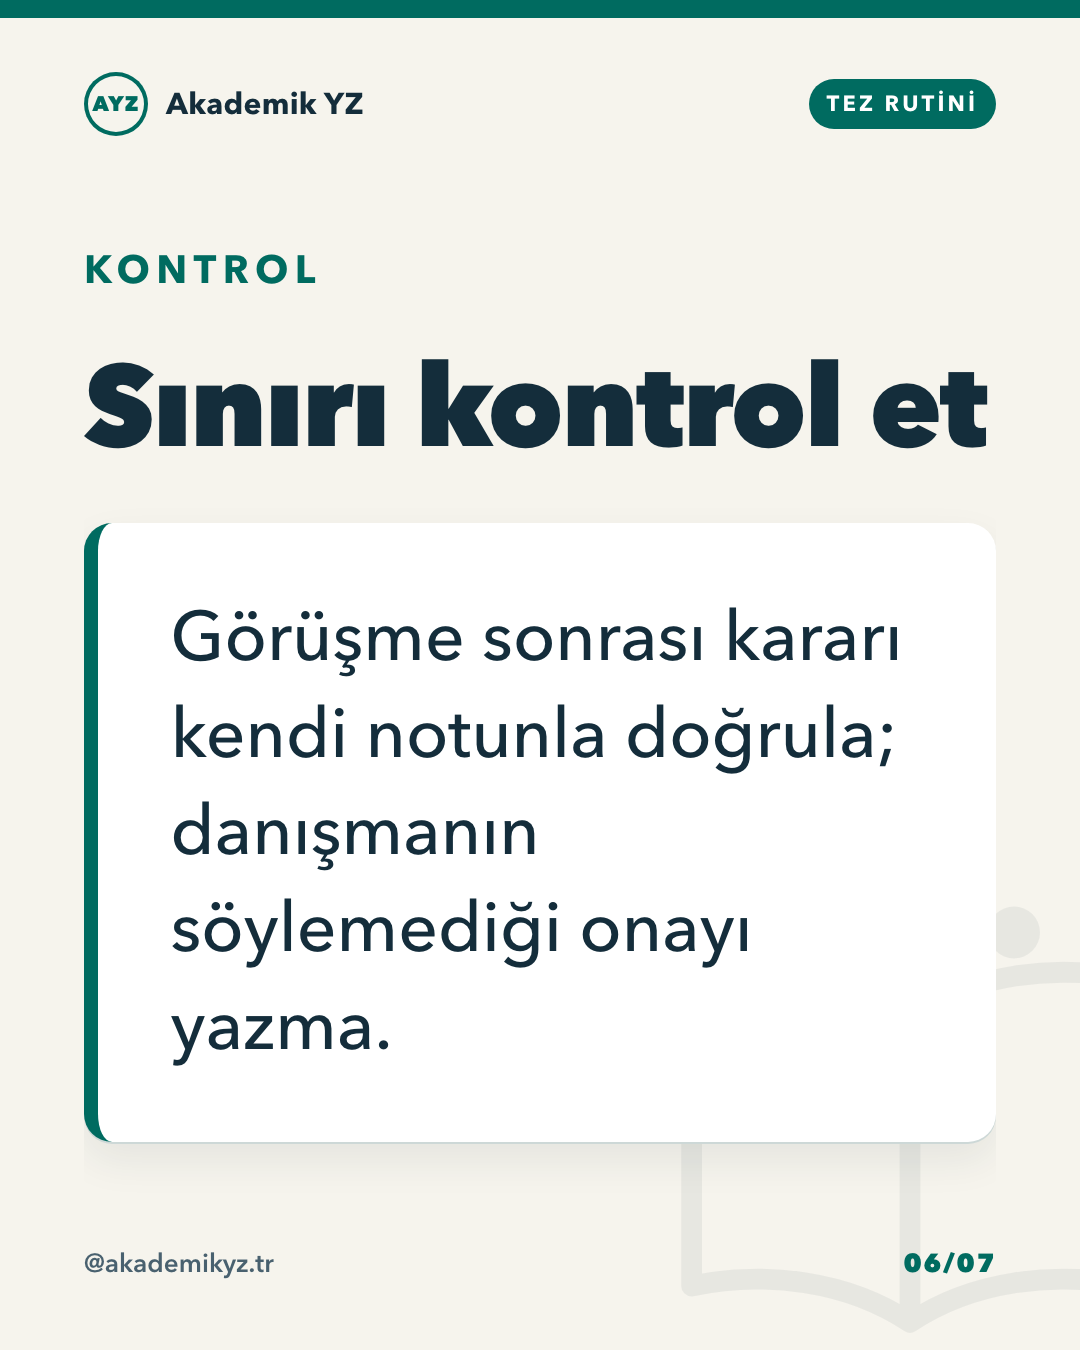 AYZ Akademik YZ
TEZ RUTİNİ
KONTROL
Sınırı kontrol et
Görüşme sonrası kararı
kendi notunla doğrula;
danışmanın
söylemediği onayı
yazma.
@akademikyz.tr
06/07